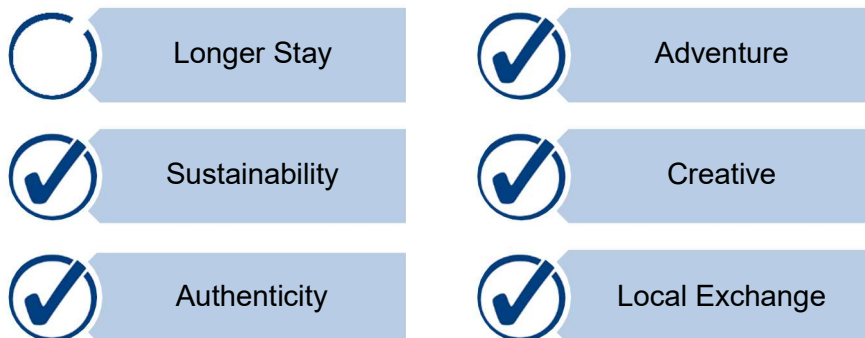 Longer Stay
Adventure
Sustainability
Creative
Authenticity
Local Exchange